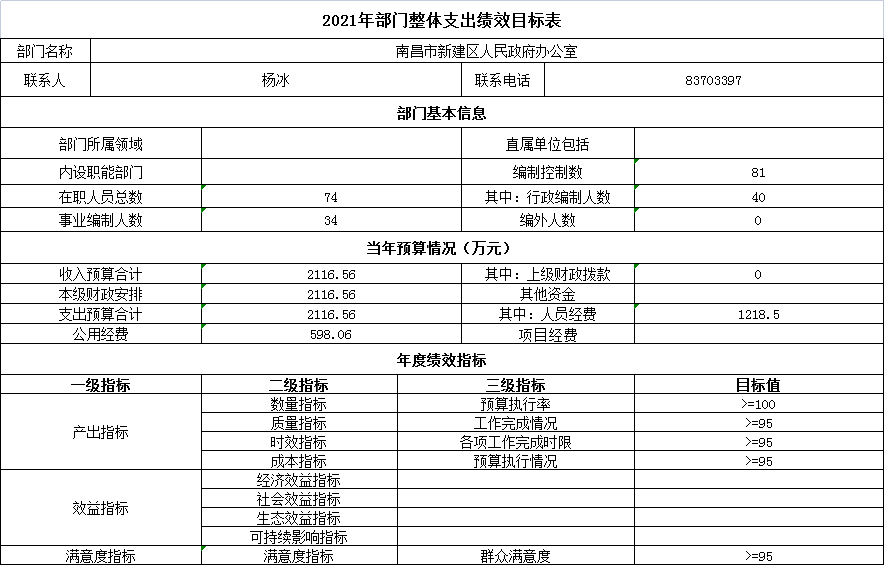 2021年部门整体支出绩效目标表
部门名称 南昌市新建区人民政府办公室
联系人 杨冰 联系电话 83703397
部门基本信息
部门所属领域 直属单位包括
内设职能部门 编制控制数 81
在职人员总数 74 其中：行政编制人数 40
事业编制人数 34 编外人数 0
当年预算情况（万元）
收入预算合计 2116.56 其中：上级财政拨款 0
本级财政安排 2116.56 其他资金
支出预算合计 2116.56 其中：人员经费 1218.5
公用经费 598.06 项目经费
年度绩效指标
一级指标 二级指标 三级指标 目标值
产出指标 数量指标 预算执行率 >=100
质量指标 工作完成情况 >=95
时效指标 各项工作完成时限 >=95
成本指标 预算执行情况 >=95
效益指标 经济效益指标
社会效益指标
生态效益指标
可持续影响指标
满意度指标 满意度指标 群众满意度 >=95